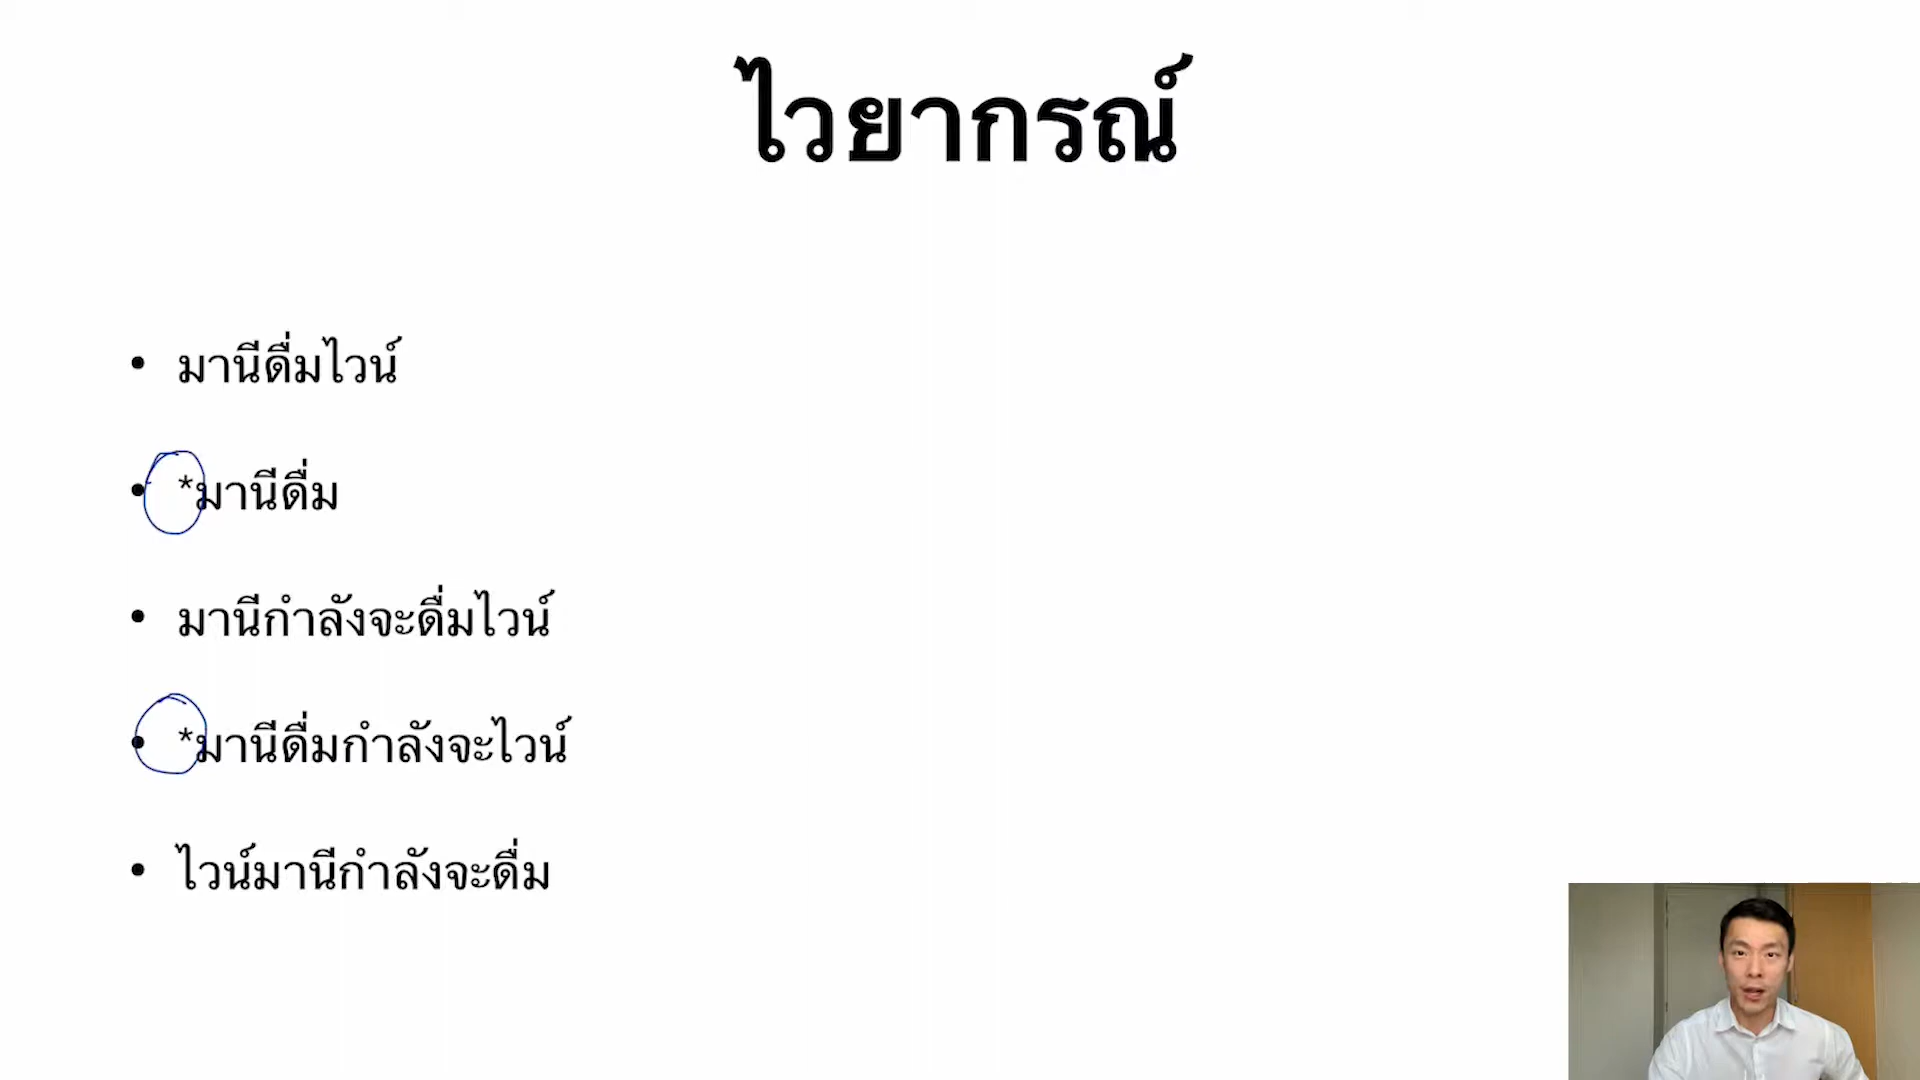 ไวยากรณ์
• มานีดื่มไวน์
• *มานีดื่ม
• มานีกำลังจะดื่มไวน์
• *มานีดื่มกำลังจะไวน์
• ไวน์มานีกำลังจะดื่ม